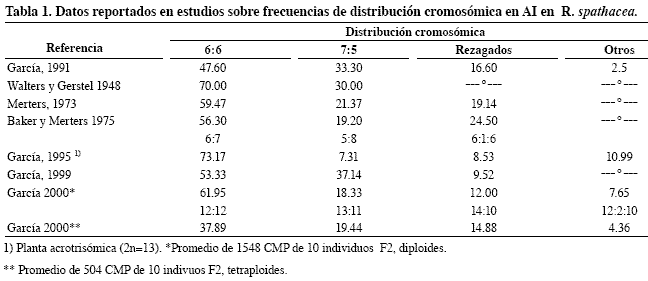 Tabla 1. Datos reportados en estudios sobre frecuencias de distribución cromosómica en AI en R. spathacea.
Distribución cromosómica
Referencia 6:6 7:5 Rezagados Otros
García, 1991 47.60 33.30 16.60 2.5
Walters y Gerstel 1948 70.00 30.00 ---°--- ---°---
Merters, 1973 59.47 21.37 19.14 ---°---
Baker y Merters 1975 56.30 19.20 24.50 ---°---
6:7 5:8 6:1:6
García, 1995 1) 73.17 7.31 8.53 10.99
García, 1999 53.33 37.14 9.52 ---°---
García 2000* 61.95 18.33 12.00 7.65
12:12 13:11 14:10 12:2:10
García 2000** 37.89 19.44 14.88 4.36
1) Planta acrotrisómica (2n=13). *Promedio de 1548 CMP de 10 individuos F2, diploides.
** Promedio de 504 CMP de 10 indivuos F2, tetraploides.